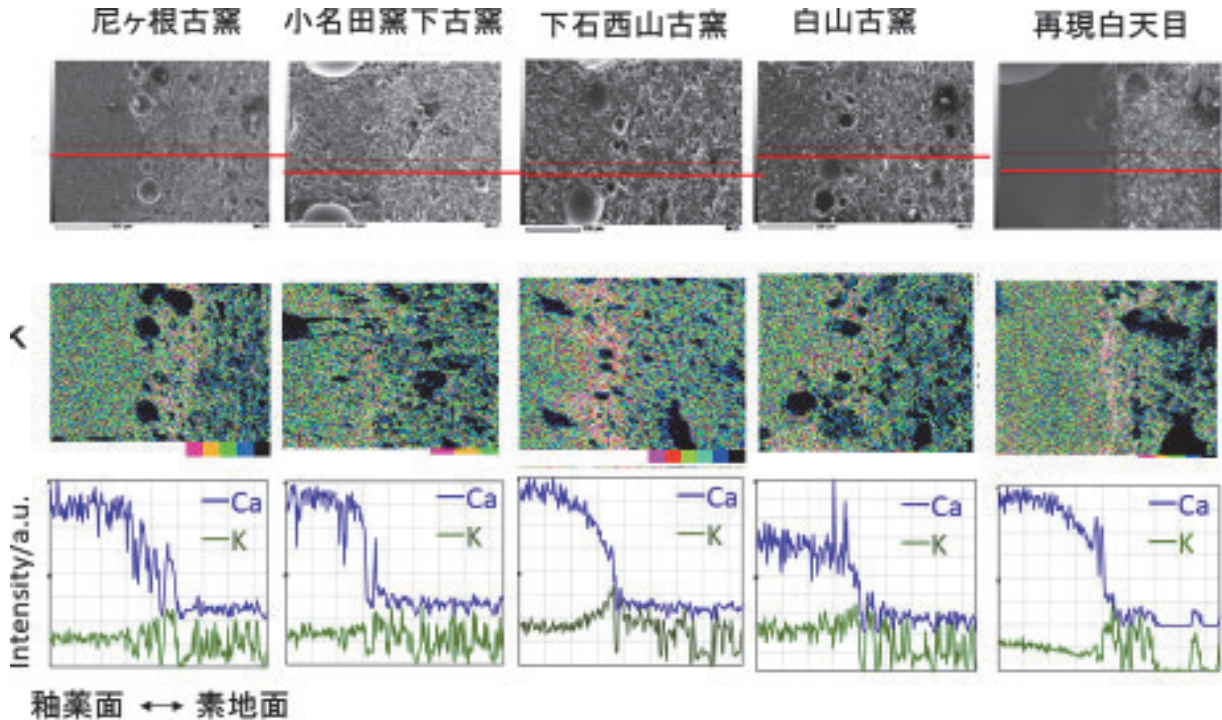 尼ヶ根古窯 小名田窯下古窯 下石西山古窯 白山古窯 再現白天目
K
Intensity/a.u.
Ca Ca Ca Ca Ca
K K K K K
釉薬面 ↔ 素地面